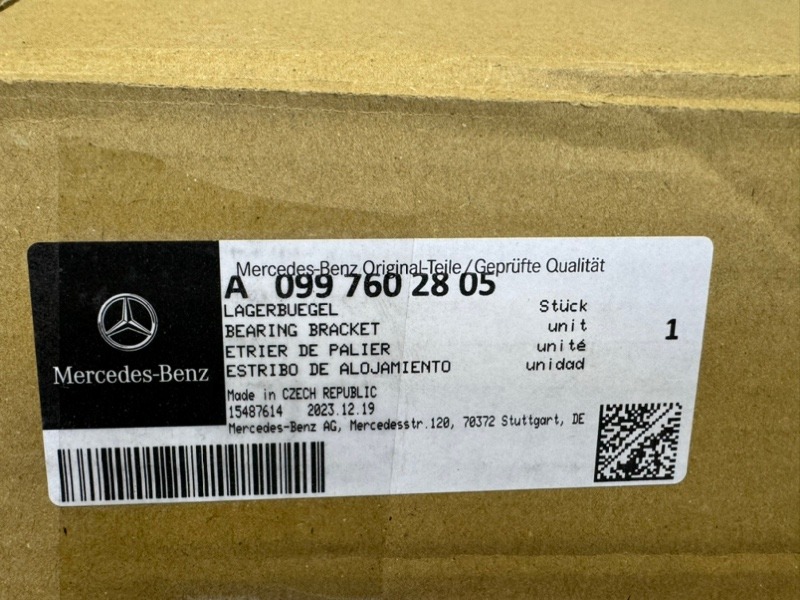 Mercedes-Benz Original-Teile/Geprüfte Qualität
A 099 760 28 05
LAGERBUEGEL Stück
BEARING BRACKET unit 1
ETRIER DE PALIER unité
ESTRIBO DE ALOJAMIENTO unidad
Mercedes-Benz
Made in CZECH REPUBLIC
15487614 2023.12.19
Mercedes-Benz AG, Mercedesstr.120, 70372 Stuttgart, DE